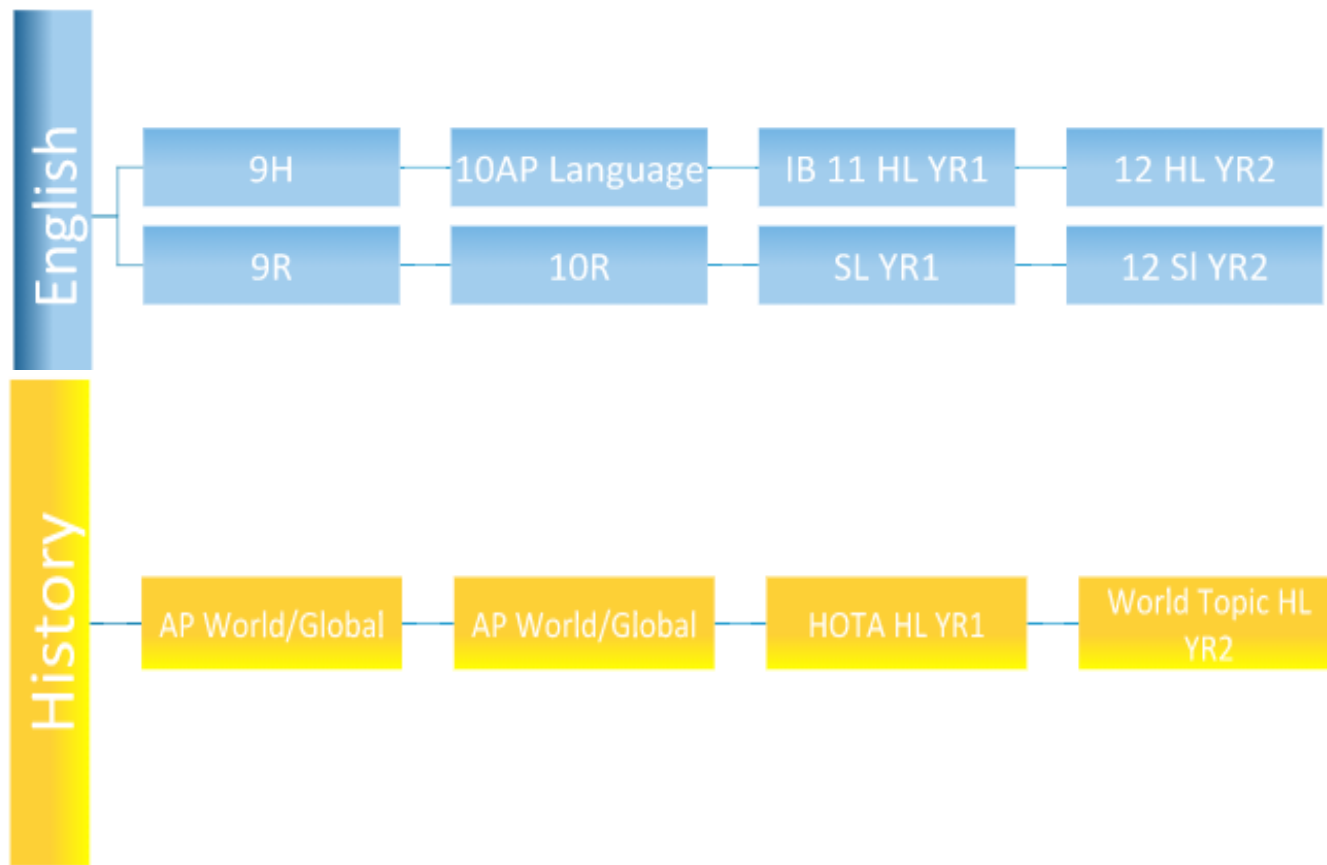 English
9H
10AP Language
IB 11 HL YR1
12 HL YR2
9R
10R
SL YR1
12 Sl YR2
History
AP World/Global
AP World/Global
HOTA HL YR1
World Topic HL
YR2